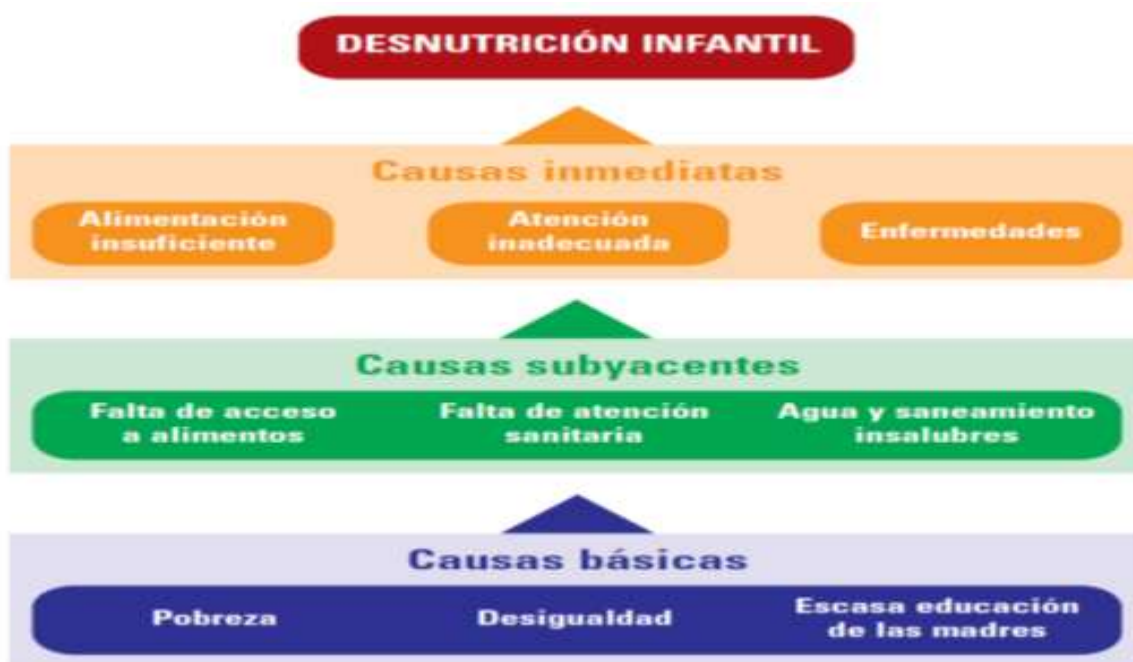 DESNUTRICIÓN INFANTIL
Causas inmediatas
Alimentación
insuficiente
Atención
inadecuada
Enfermedades
Causas subyacentes
Falta de acceso
a alimentos
Falta de atención
sanitaria
Agua y saneamiento
insalubres
Causas básicas
Pobreza
Desigualdad
Escasa educación
de las madres